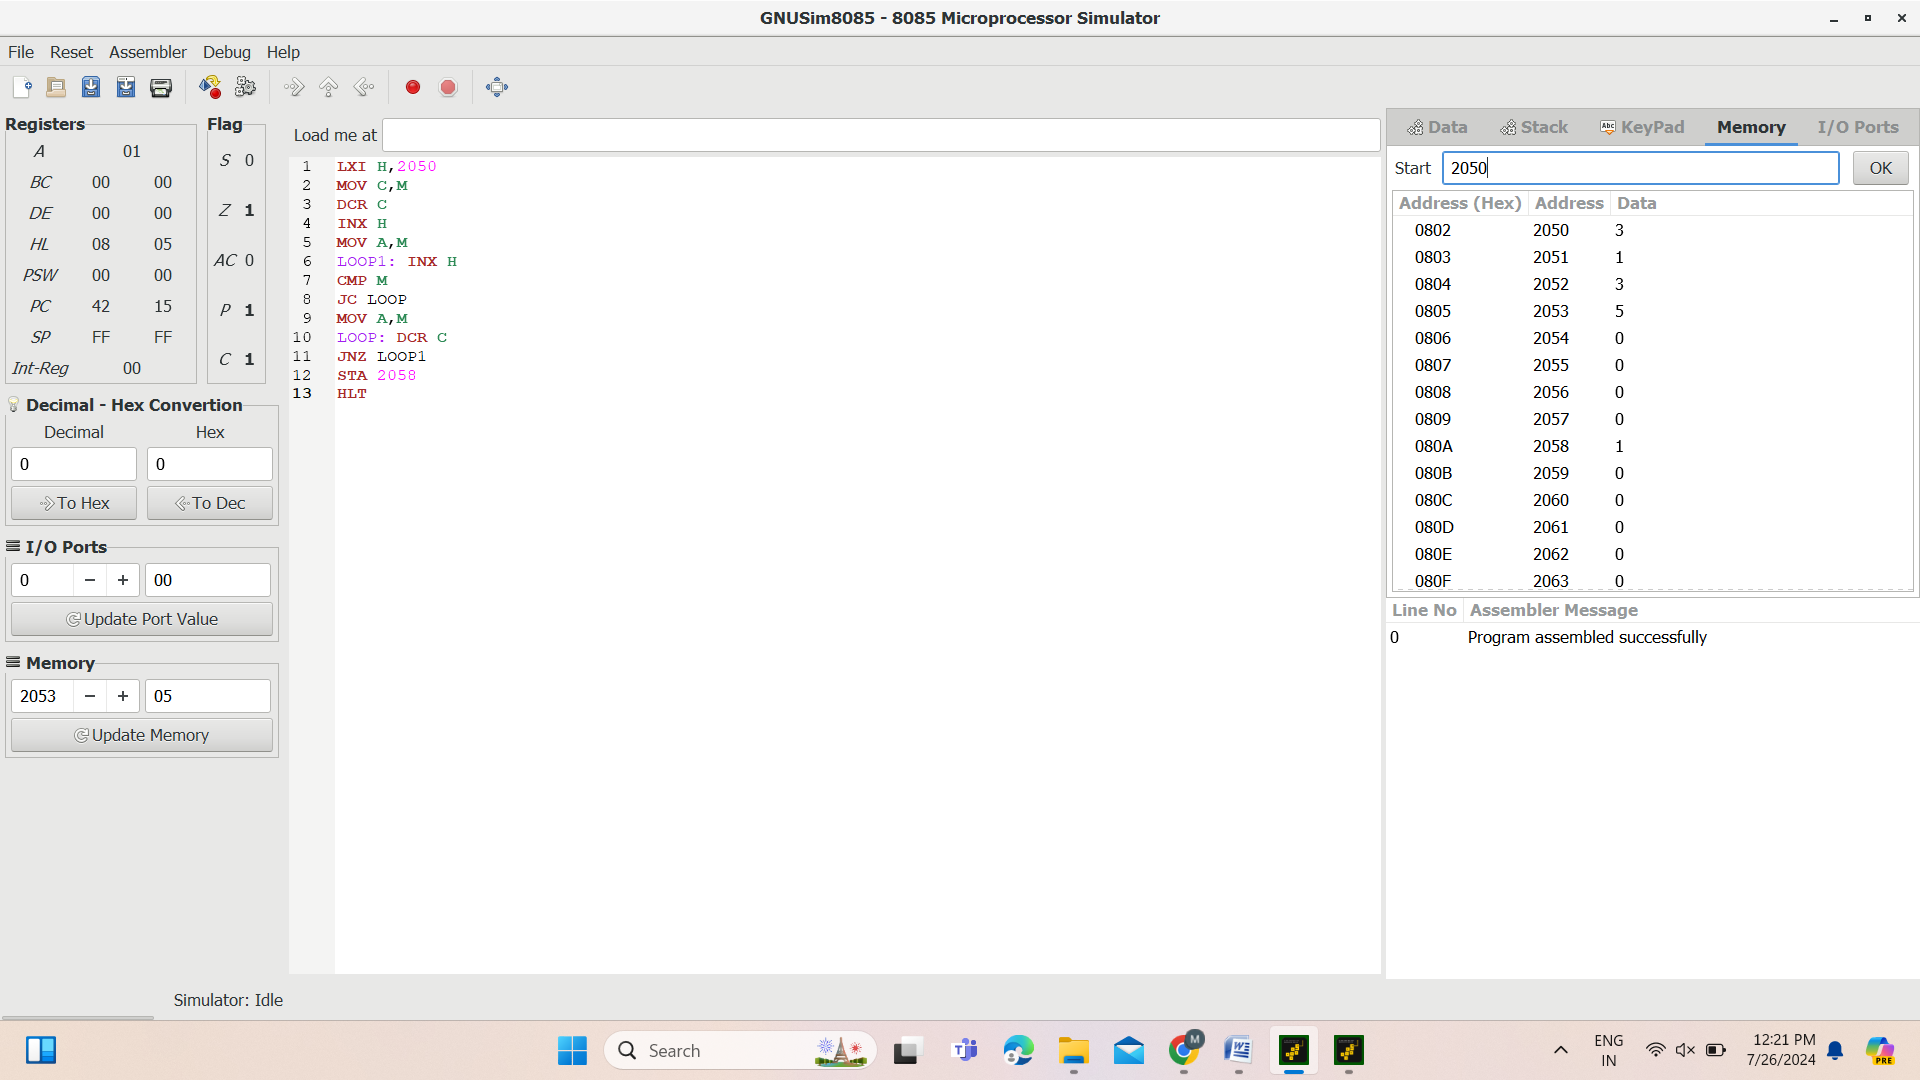 GNUSim8085 - 8085 Microprocessor Simulator
File Reset Assembler Debug Help
Registers
A 01
BC 00 00
DE 00 00
HL 08 05
PSW 00 00
PC 42 15
SP FF FF
Int-Reg 00
Flag
S 0
Z 1
AC 0
P 1
C 1
Decimal - Hex Convertion
Decimal Hex
0 0
To Hex To Dec
I/O Ports
0 − + 00
Update Port Value
Memory
2053 − + 05
Update Memory
Load me at
1 LXI H,2050
2 MOV C,M
3 DCR C
4 INX H
5 MOV A,M
6 LOOP1: INX H
7 CMP M
8 JC LOOP
9 MOV A,M
10 LOOP: DCR C
11 JNZ LOOP1
12 STA 2058
13 HLT
Data Stack Abc KeyPad Memory I/O Ports
Start 2050 OK
Address (Hex) Address Data
0802 2050 3
0803 2051 1
0804 2052 3
0805 2053 5
0806 2054 0
0807 2055 0
0808 2056 0
0809 2057 0
080A 2058 1
080B 2059 0
080C 2060 0
080D 2061 0
080E 2062 0
080F 2063 0
Line No Assembler Message
0 Program assembled successfully
Simulator: Idle
Search
M
ENG
IN
12:21 PM
7/26/2024
PRE